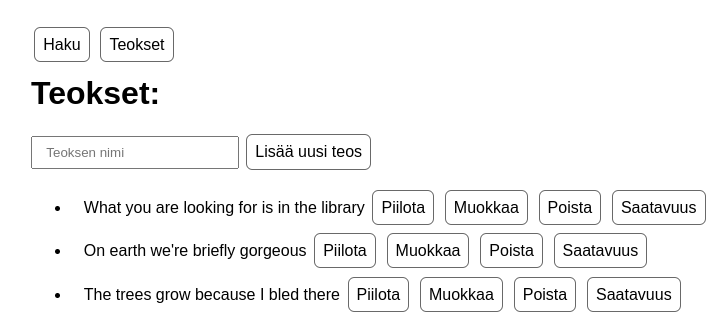 Haku Teokset
Teokset:
Teoksen nimi Lisää uusi teos
What you are looking for is in the library Piilota Muokkaa Poista Saatavuus
On earth we're briefly gorgeous Piilota Muokkaa Poista Saatavuus
The trees grow because I bled there Piilota Muokkaa Poista Saatavuus